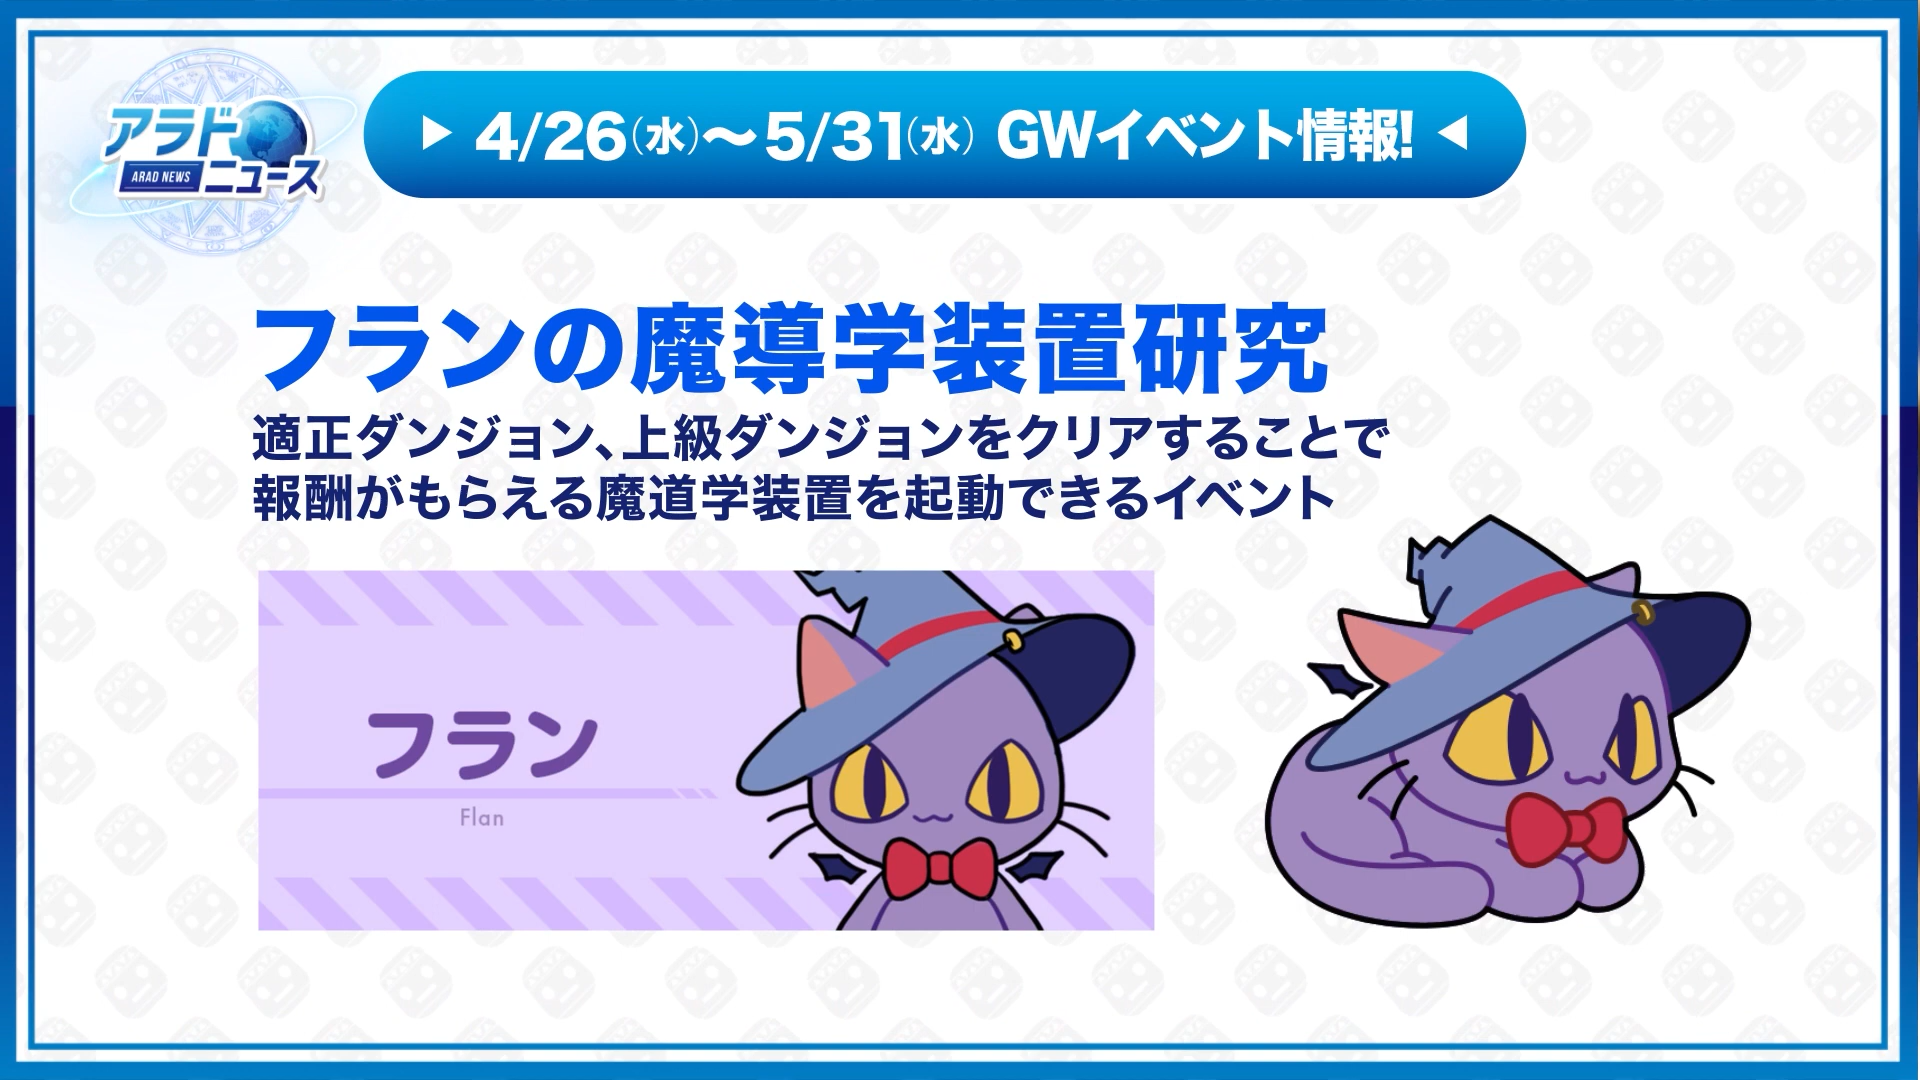 アラド
ARAD NEWS
ニュース
4/26(水)～5/31(水) GWイベント情報!
フランの魔導学装置研究
適正ダンジョン、上級ダンジョンをクリアすることで
報酬がもらえる魔道学装置を起動できるイベント
フラン
Flan